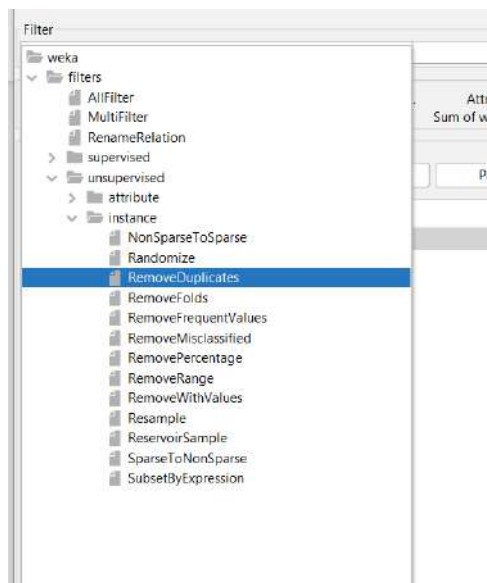 Filter
weka
filters
AllFilter
MultiFilter
RenameRelation
supervised
unsupervised
attribute
instance
NonSparseToSparse
Randomize
RemoveDuplicates
RemoveFolds
RemoveFrequentValues
RemoveMisclassified
RemovePercentage
RemoveRange
RemoveWithValues
Resample
ReservoirSample
SparseToNonSparse
SubsetByExpression
Attri
Sum of w
P